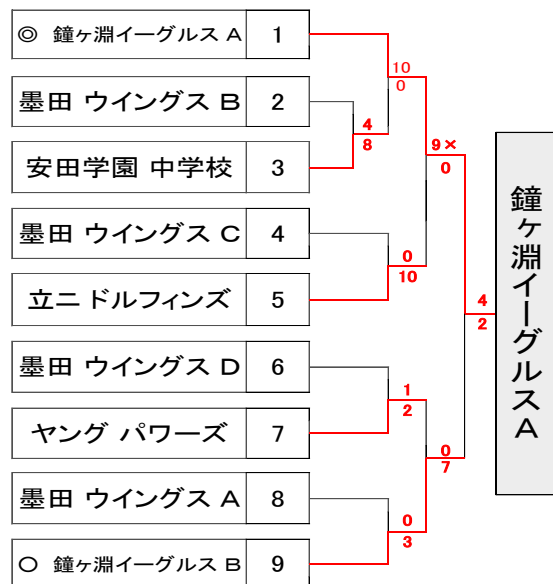 ◎ 鐘ヶ淵イーグルス A 1
墨田 ウイングス B 2
安田学園 中学校 3
墨田 ウイングス C 4
立ニ ドルフィンズ 5
墨田 ウイングス D 6
ヤング パワーズ 7
墨田 ウイングス A 8
○ 鐘ヶ淵イーグルス B 9
4
8
0
10
1
2
0
3
10
0
0
7
9×
0
4
2
鐘ヶ淵イーグルスA